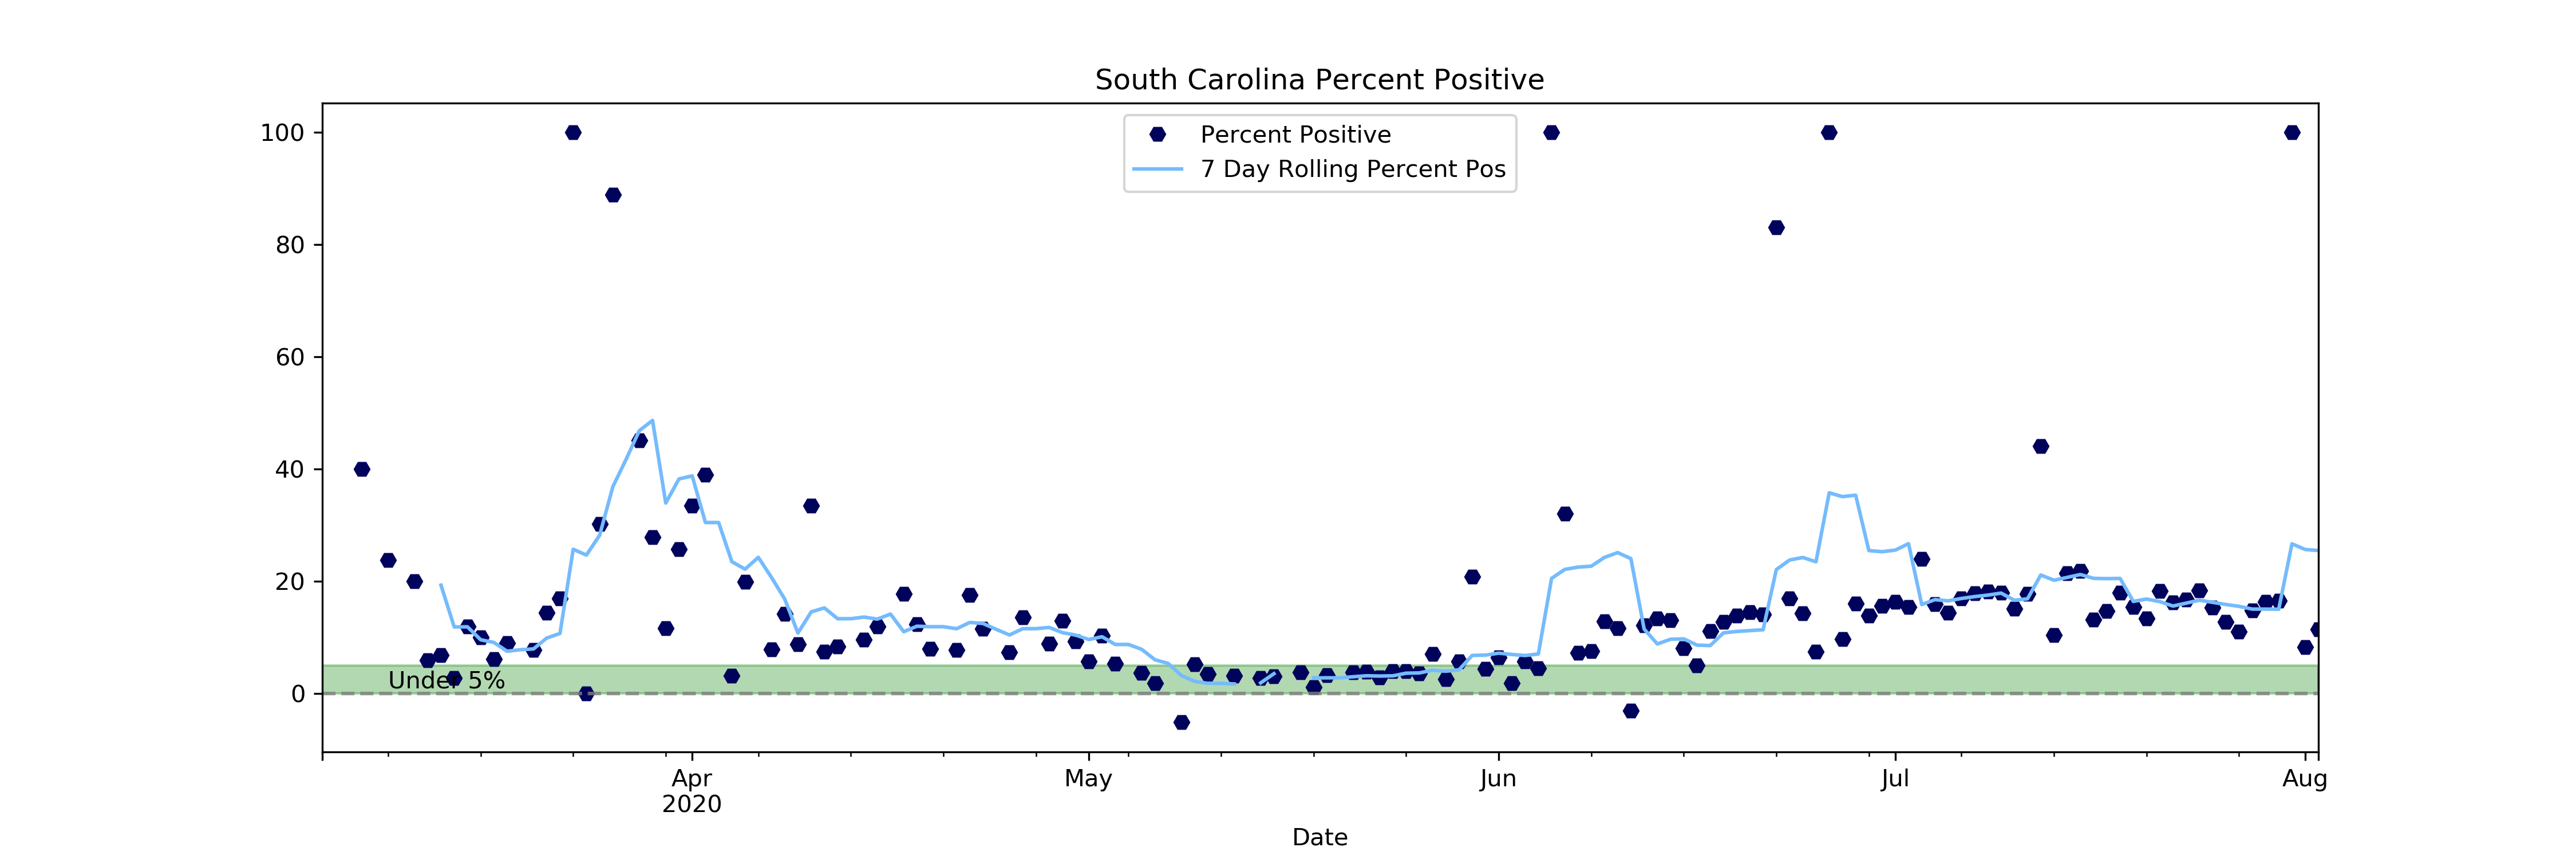 South Carolina Percent Positive
Percent Positive
7 Day Rolling Percent Pos
100
80
60
40
20
0
Under 5%
Apr
2020
May
Jun
Jul
Aug
Date